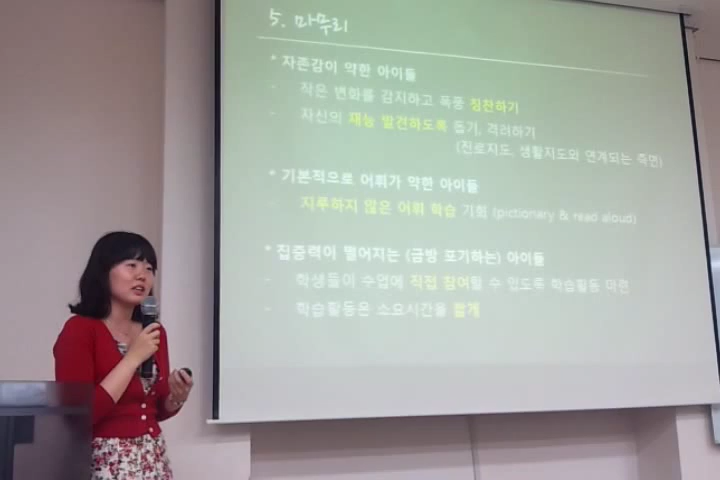 5. 마무리
* 자존감이 약한 아이들
- 작은 변화를 감지하고 폭풍 칭찬하기
- 자신의 재능 발견하도록 돕기, 격려하기
(진로지도, 생활지도와 연계되는 측면)
* 기본적으로 어휘가 약한 아이들
- 지루하지 않은 어휘 학습 기회 (pictionary & read aloud)
* 집중력이 떨어지는 (금방 포기하는) 아이들
- 학생들이 수업에 직접 참여할 수 있도록 학습활동 마련
- 학습활동은 소요시간을 짧게